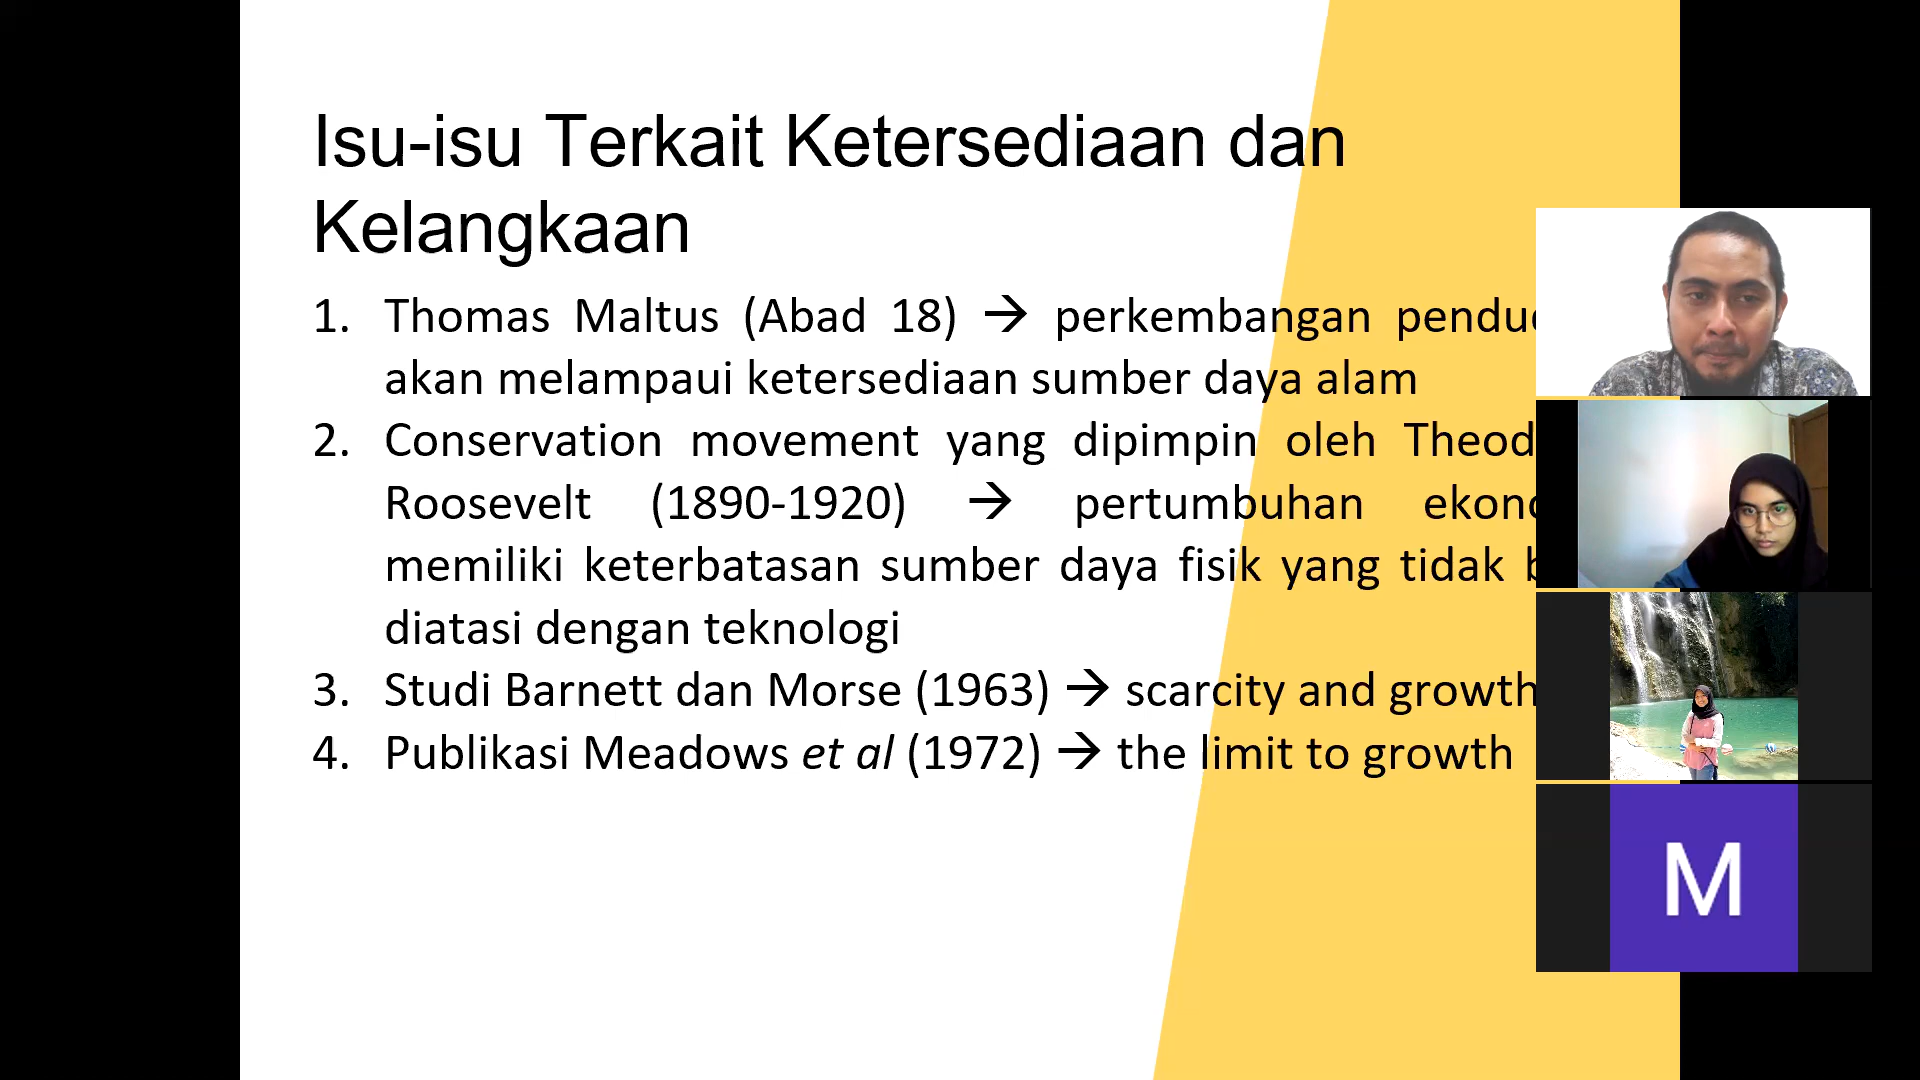 Isu-isu Terkait Ketersediaan dan
Kelangkaan
1. Thomas Maltus (Abad 18) → perkembangan
akan melampaui ketersediaan sumber daya alam
2. Conservation movement yang dipimpin oleh
Roosevelt (1890-1920) → pertumbuhan
memiliki keterbatasan sumber daya fisik yang tidak
diatasi dengan teknologi
3. Studi Barnett dan Morse (1963) → scarcity and growth
4. Publikasi Meadows et al (1972) → the limit to growth
M